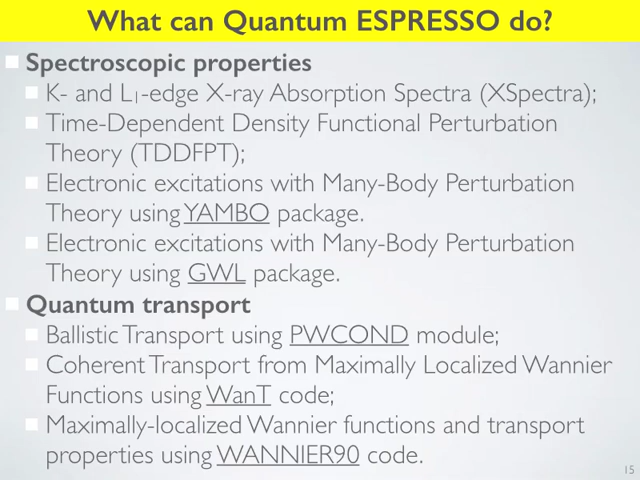 What can Quantum ESPRESSO do?
Spectroscopic properties
K- and L1-edge X-ray Absorption Spectra (XSpectra);
Time-Dependent Density Functional Perturbation
Theory (TDDFPT);
Electronic excitations with Many-Body Perturbation
Theory using YAMBO package.
Electronic excitations with Many-Body Perturbation
Theory using GWL package.
Quantum transport
Ballistic Transport using PWCOND module;
Coherent Transport from Maximally Localized Wannier
Functions using WanT code;
Maximally-localized Wannier functions and transport
properties using WANNIER90 code.
15